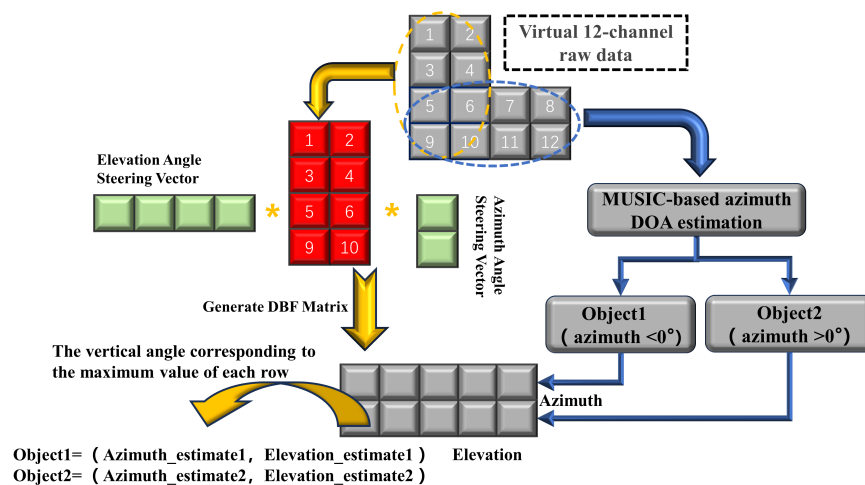 1 2
3 4
5 6 7 8
9 10 11 12
Virtual 12-channel
raw data
1 2
3 4
5 6
9 10
Elevation Angle
Steering Vector
*
*
Azimuth Angle
Steering Vector
MUSIC-based azimuth
DOA estimation
Generate DBF Matrix
Object1
( azimuth <0°)
Object2
( azimuth >0°)
The vertical angle corresponding to
the maximum value of each row
Azimuth
Elevation
Object1= ( Azimuth_estimate1, Elevation_estimate1 )
Object2= ( Azimuth_estimate2, Elevation_estimate2 )